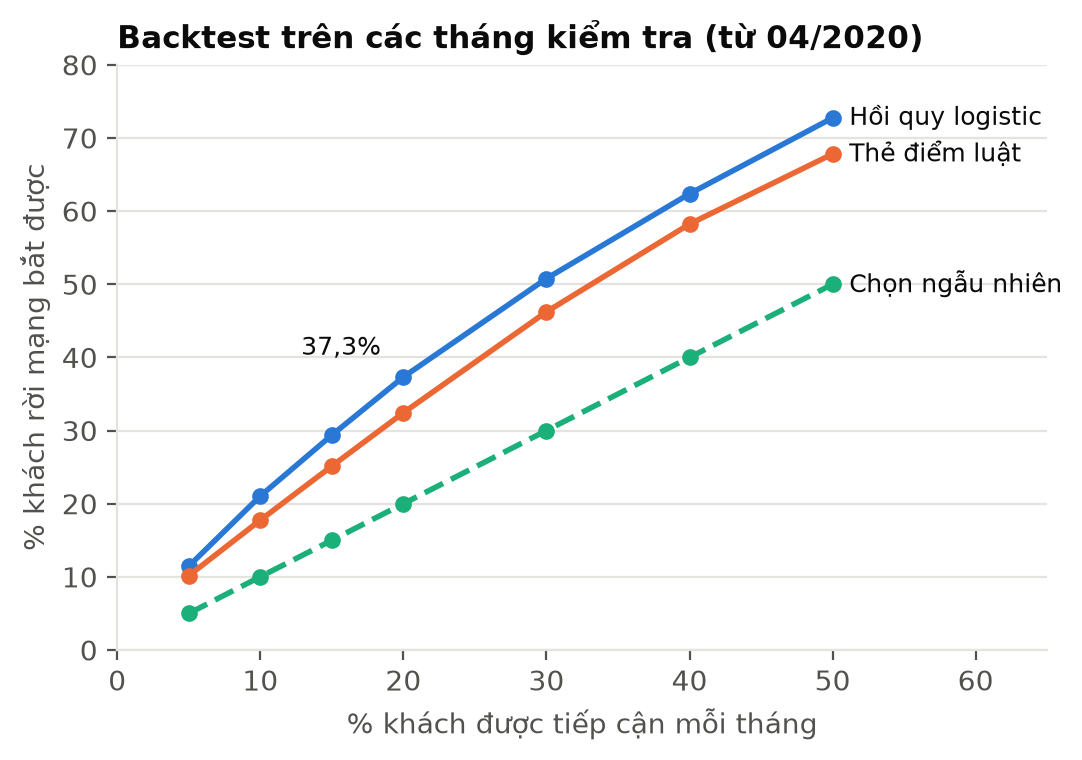 Backtest trên các tháng kiểm tra (từ 04/2020)
80
70
60
50
40
30
20
10
0
% khách rời mạng bắt được
Hồi quy logistic
Thẻ điểm luật
Chọn ngẫu nhiên
37,3%
0 10 20 30 40 50 60
% khách được tiếp cận mỗi tháng